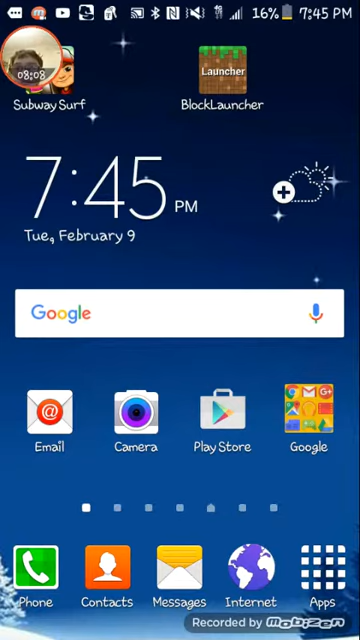 16% 7:45 PM
08:08
Subway Surf
Launcher
BlockLauncher
7:45 PM
Tue, February 9
Google
Email
Camera
Play Store
Google
Phone
Contacts
Messages
Internet
Apps
Recorded by mobizen